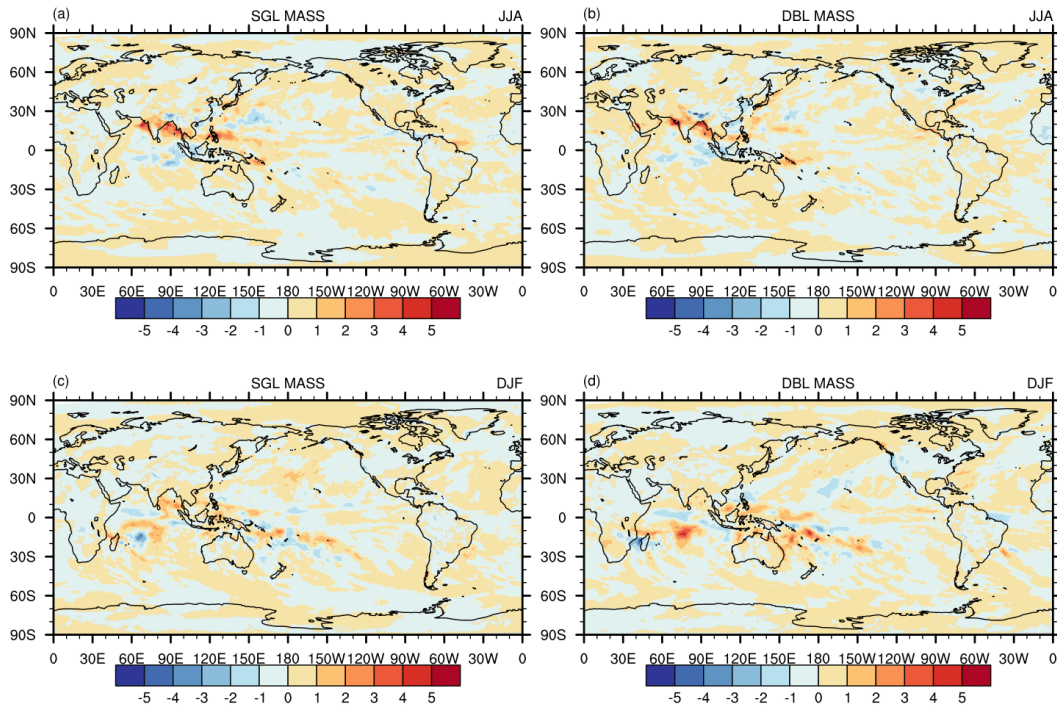 (a) SGL MASS JJA
90N
60N
30N
0
30S
60S
90S
0 30E 60E 90E 120E 150E 180 150W 120W 90W 60W 30W 0
-5 -4 -3 -2 -1 0 1 2 3 4 5
(b) DBL MASS JJA
90N
60N
30N
0
30S
60S
90S
0 30E 60E 90E 120E 150E 180 150W 120W 90W 60W 30W 0
-5 -4 -3 -2 -1 0 1 2 3 4 5
(c) SGL MASS DJF
90N
60N
30N
0
30S
60S
90S
0 30E 60E 90E 120E 150E 180 150W 120W 90W 60W 30W 0
-5 -4 -3 -2 -1 0 1 2 3 4 5
(d) DBL MASS DJF
90N
60N
30N
0
30S
60S
90S
0 30E 60E 90E 120E 150E 180 150W 120W 90W 60W 30W 0
-5 -4 -3 -2 -1 0 1 2 3 4 5